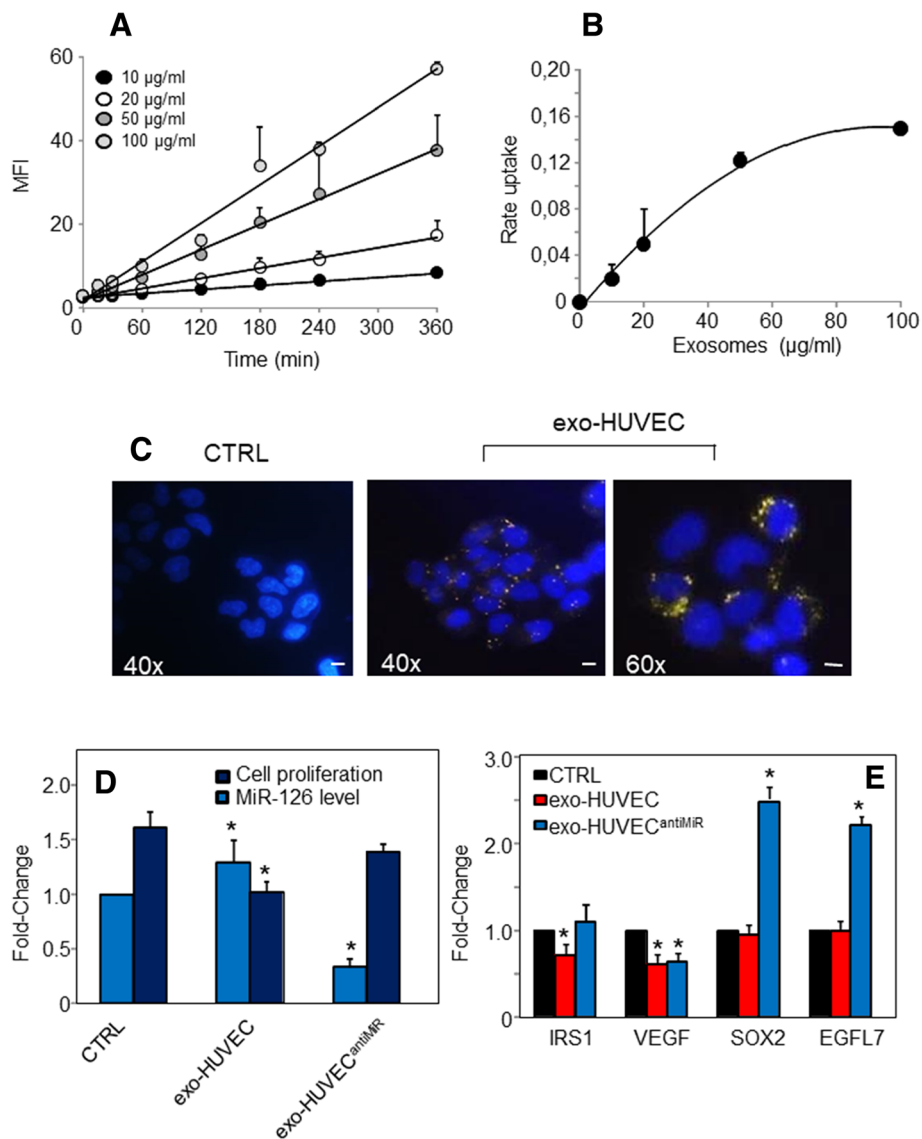 A
60
40
20
0
MFI
10 µg/ml
20 µg/ml
50 µg/ml
100 µg/ml
0 60 120 180 240 300 360
Time (min)
B
0,20
0,16
0,12
0,08
0,04
0
Rate uptake
0 20 40 60 80 100
Exosomes (µg/ml)
C
CTRL
exo-HUVEC
40x
40x
60x
D
2.0
1.5
1.0
0.5
0
Fold-Change
Cell proliferation
MiR-126 level
*
*
*
CTRL
exo-HUVEC
exo-HUVECantiMiR
E
3.0
2.0
1.0
0
Fold-Change
CTRL
exo-HUVEC
exo-HUVECantiMiR
* * * * *
IRS1 VEGF SOX2 EGFL7